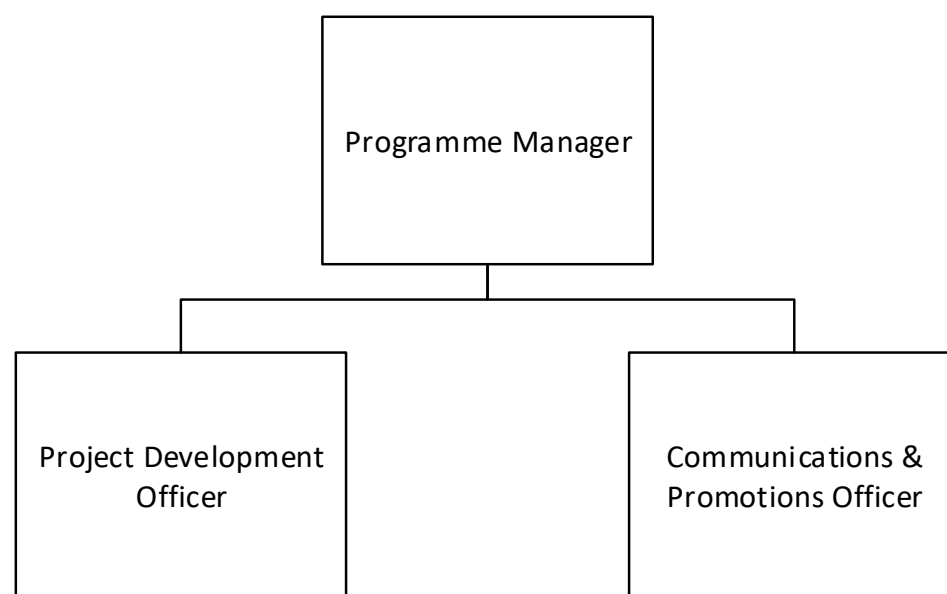 Programme Manager
Project Development
Officer
Communications &
Promotions Officer